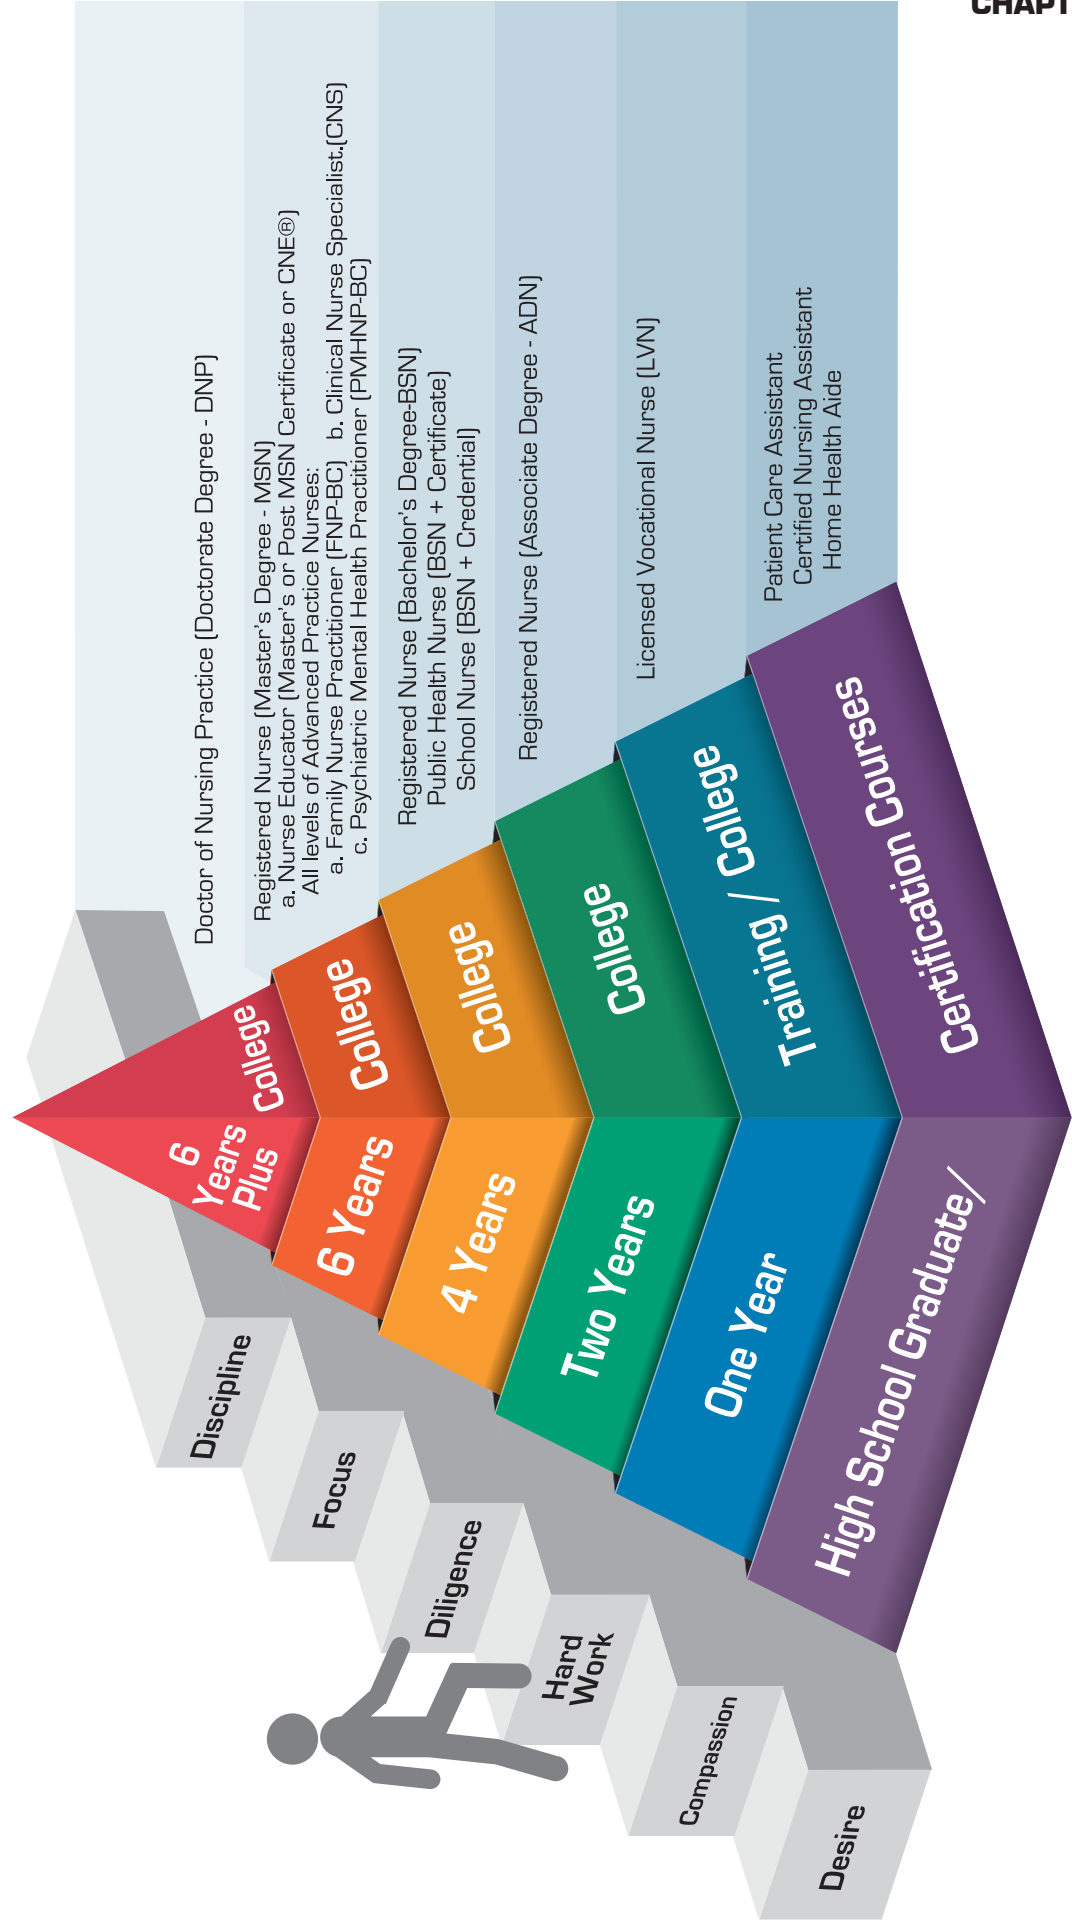 CHAPT
Doctor of Nursing Practice (Doctorate Degree - DNP)
Registered Nurse (Master's Degree - MSN)
a. Nurse Educator (Master's or Post MSN Certificate or CNE®)
All levels of Advanced Practice Nurses:
a. Family Nurse Practitioner (FNP-BC) b. Clinical Nurse Specialist.(CNS)
c. Psychiatric Mental Health Practitioner (PMHNP-BC)
Registered Nurse (Bachelor's Degree-BSN)
Public Health Nurse (BSN + Certificate)
School Nurse (BSN + Credential)
Registered Nurse (Associate Degree - ADN)
Licensed Vocational Nurse (LVN)
Patient Care Assistant
Certified Nursing Assistant
Home Health Aide
6
Years
Plus
College
6 Years
College
4 Years
College
Two Years
College
One Year
Training / College
High School Graduate/
Certification Courses
Discipline
Focus
Diligence
Hard
Work
Compassion
Desire